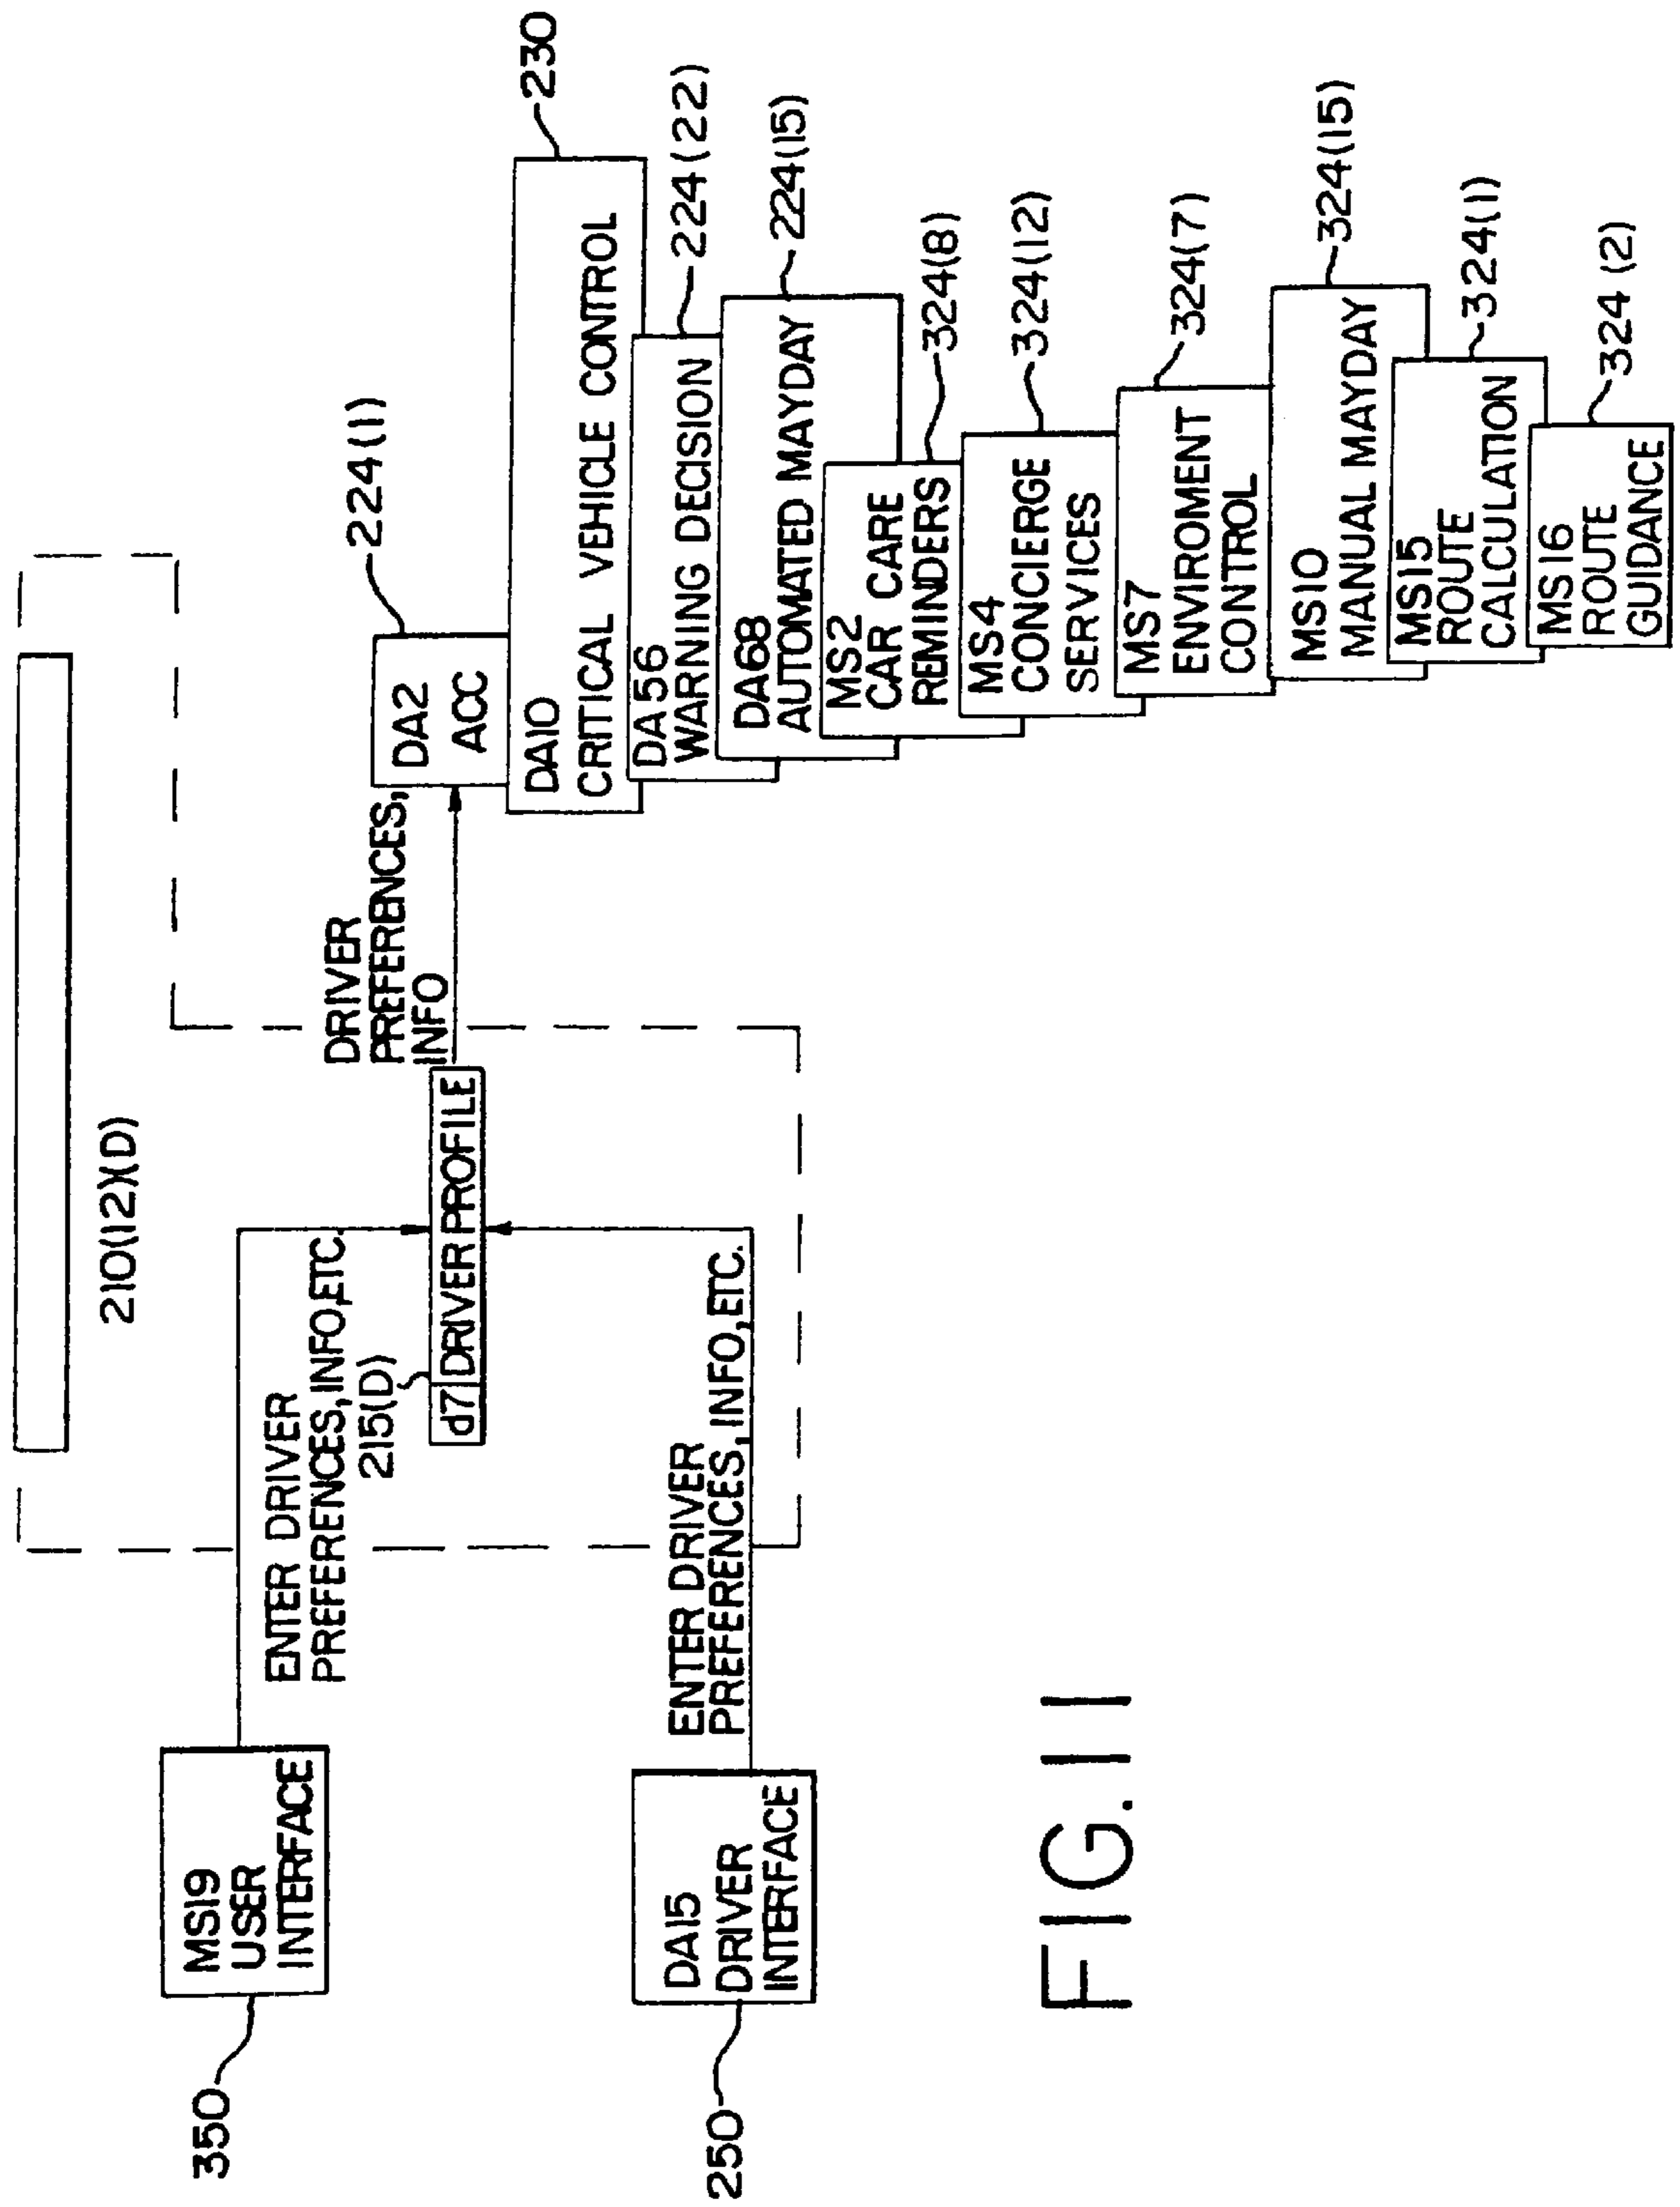 210(12)(D)
350
MS19
USER
INTERFACE
ENTER DRIVER
PREFERENCES, INFO, ETC.
215(D)
d7 DRIVER PROFILE
DRIVER
PREFERENCES,
INFO
250
DA15
DRIVER
INTERFACE
ENTER DRIVER
PREFERENCES, INFO, ETC.
224(1)
DA2
ACC
230
DA10
CRITICAL VEHICLE CONTROL
224(22)
DA56
WARNING DECISION
224(15)
DA68
AUTOMATED MAYDAY
324(8)
MS2
CAR CARE
REMINDERS
324(12)
MS4
CONCIERGE
SERVICES
324(7)
MS7
ENVIROMENT
CONTROL
324(15)
MS10
MANUAL MAYDAY
324(1)
MS15
ROUTE
CALCULATION
324(2)
MS16
ROUTE
GUIDANCE
FIG. 11